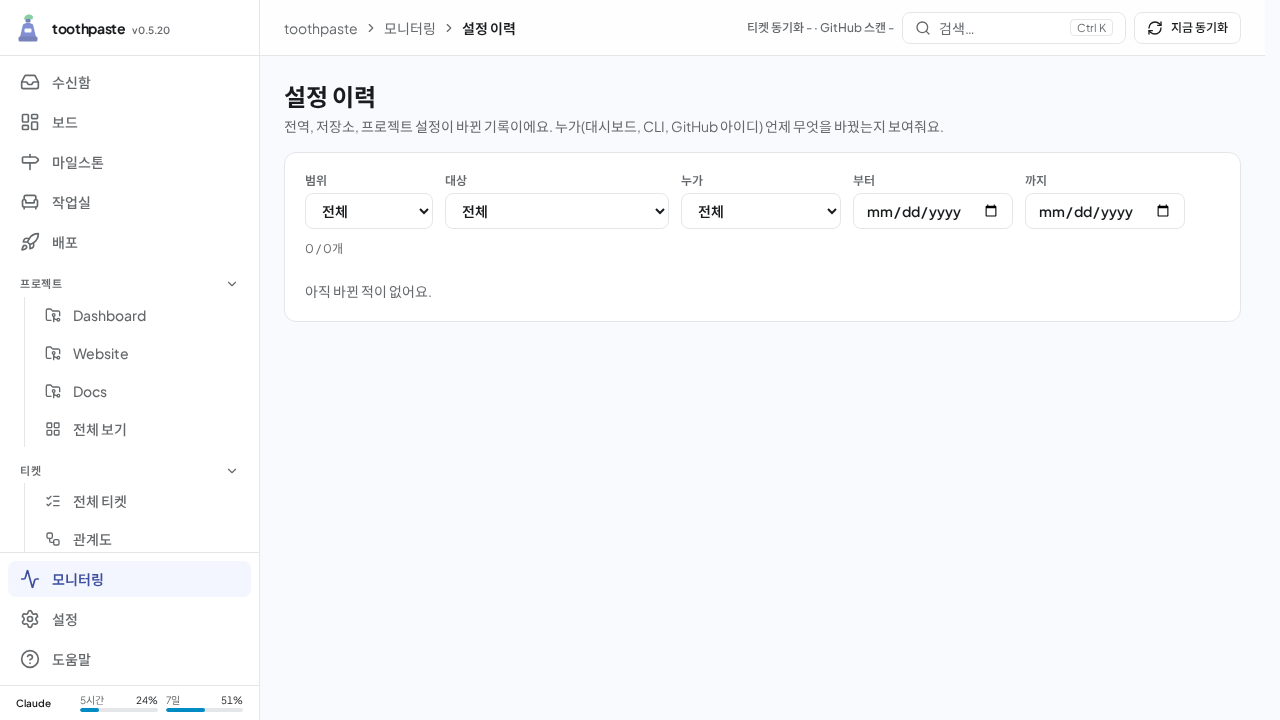 toothpaste v0.5.20
수신함
보드
마일스톤
작업실
배포
프로젝트
Dashboard
Website
Docs
전체 보기
티켓
전체 티켓
관계도
모니터링
설정
도움말
Claude 5시간 24% 7일 51%
toothpaste > 모니터링 > 설정 이력
티켓 동기화 - · GitHub 스캔 -
검색... Ctrl K
지금 동기화
설정 이력
전역, 저장소, 프로젝트 설정이 바뀐 기록이에요. 누가(대시보드, CLI, GitHub 아이디) 언제 무엇을 바꿨는지 보여줘요.
범위 대상 누가 부터 까지
전체 전체 전체 mm/dd/yyyy mm/dd/yyyy
0 / 0개
아직 바뀐 적이 없어요.